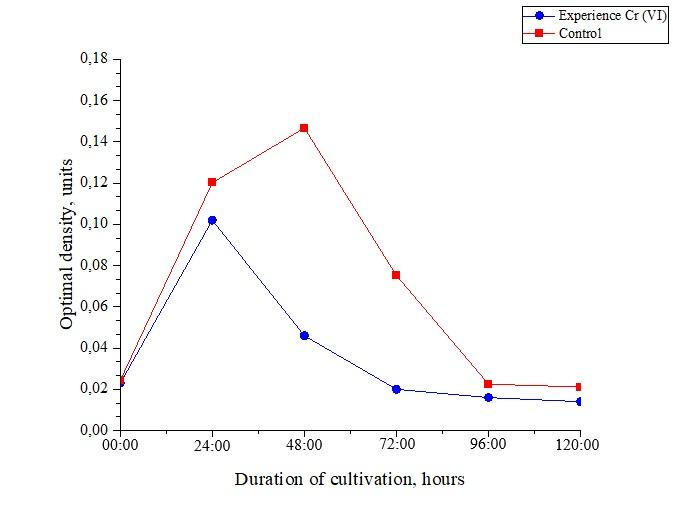 Experience Cr (VI)
Control
0,18
0,16
0,14
0,12
0,10
0,08
0,06
0,04
0,02
0,00
Optimal density, units
00:00 24:00 48:00 72:00 96:00 120:00
Duration of cultivation, hours